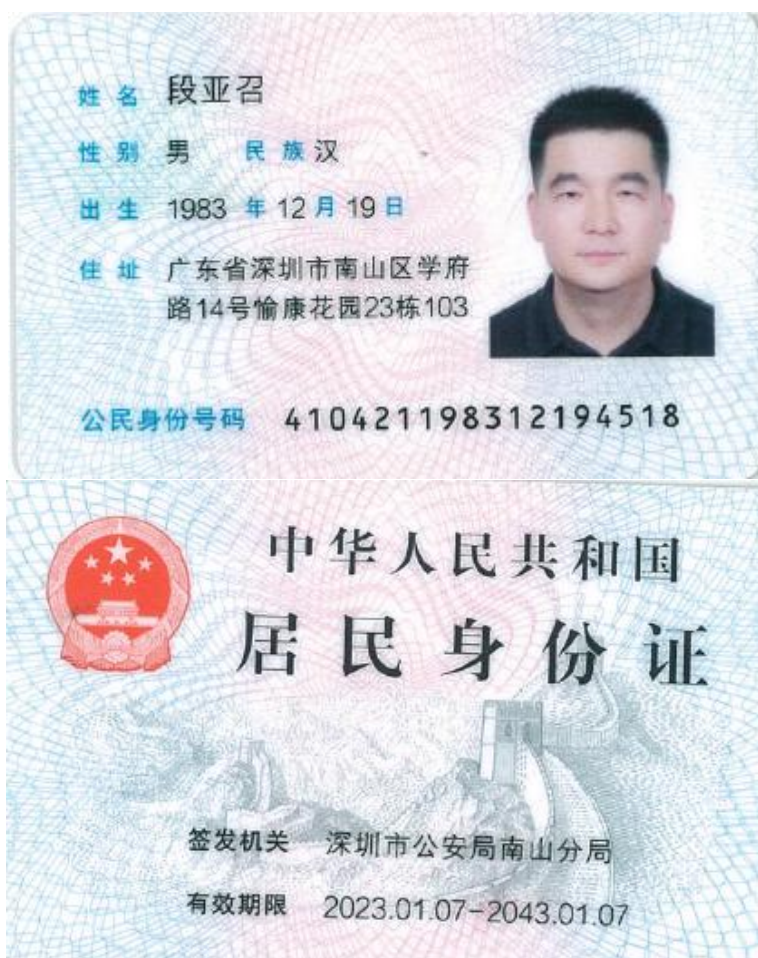 姓名 段亚召
性别 男 民族 汉
出生 1983 年 12 月 19 日
住址 广东省深圳市南山区学府
路14号愉康花园23栋103
公民身份号码 410421198312194518
中华人民共和国
居民身份证
签发机关 深圳市公安局南山分局
有效期限 2023.01.07-2043.01.07